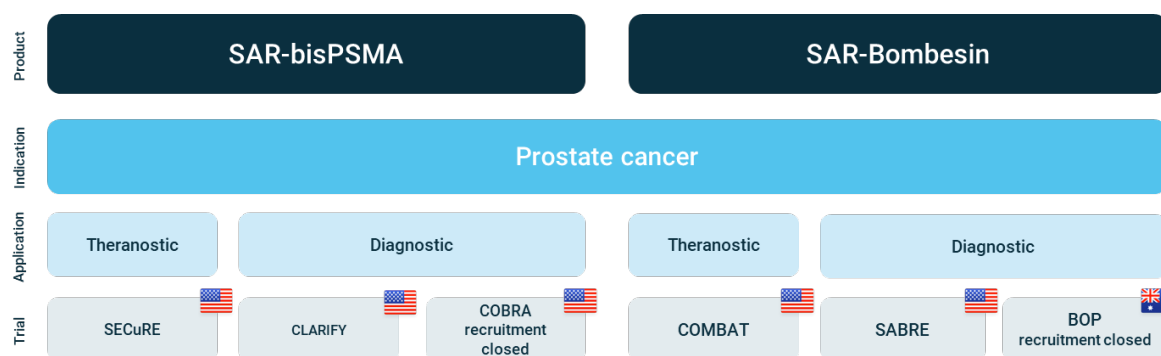 Product
SAR-bisPSMA
SAR-Bombesin
Indication
Prostate cancer
Application
Theranostic
Diagnostic
Theranostic
Diagnostic
Trial
SECuRE
CLARIFY
COBRA
recruitment
closed
COMBAT
SABRE
BOP
recruitment closed